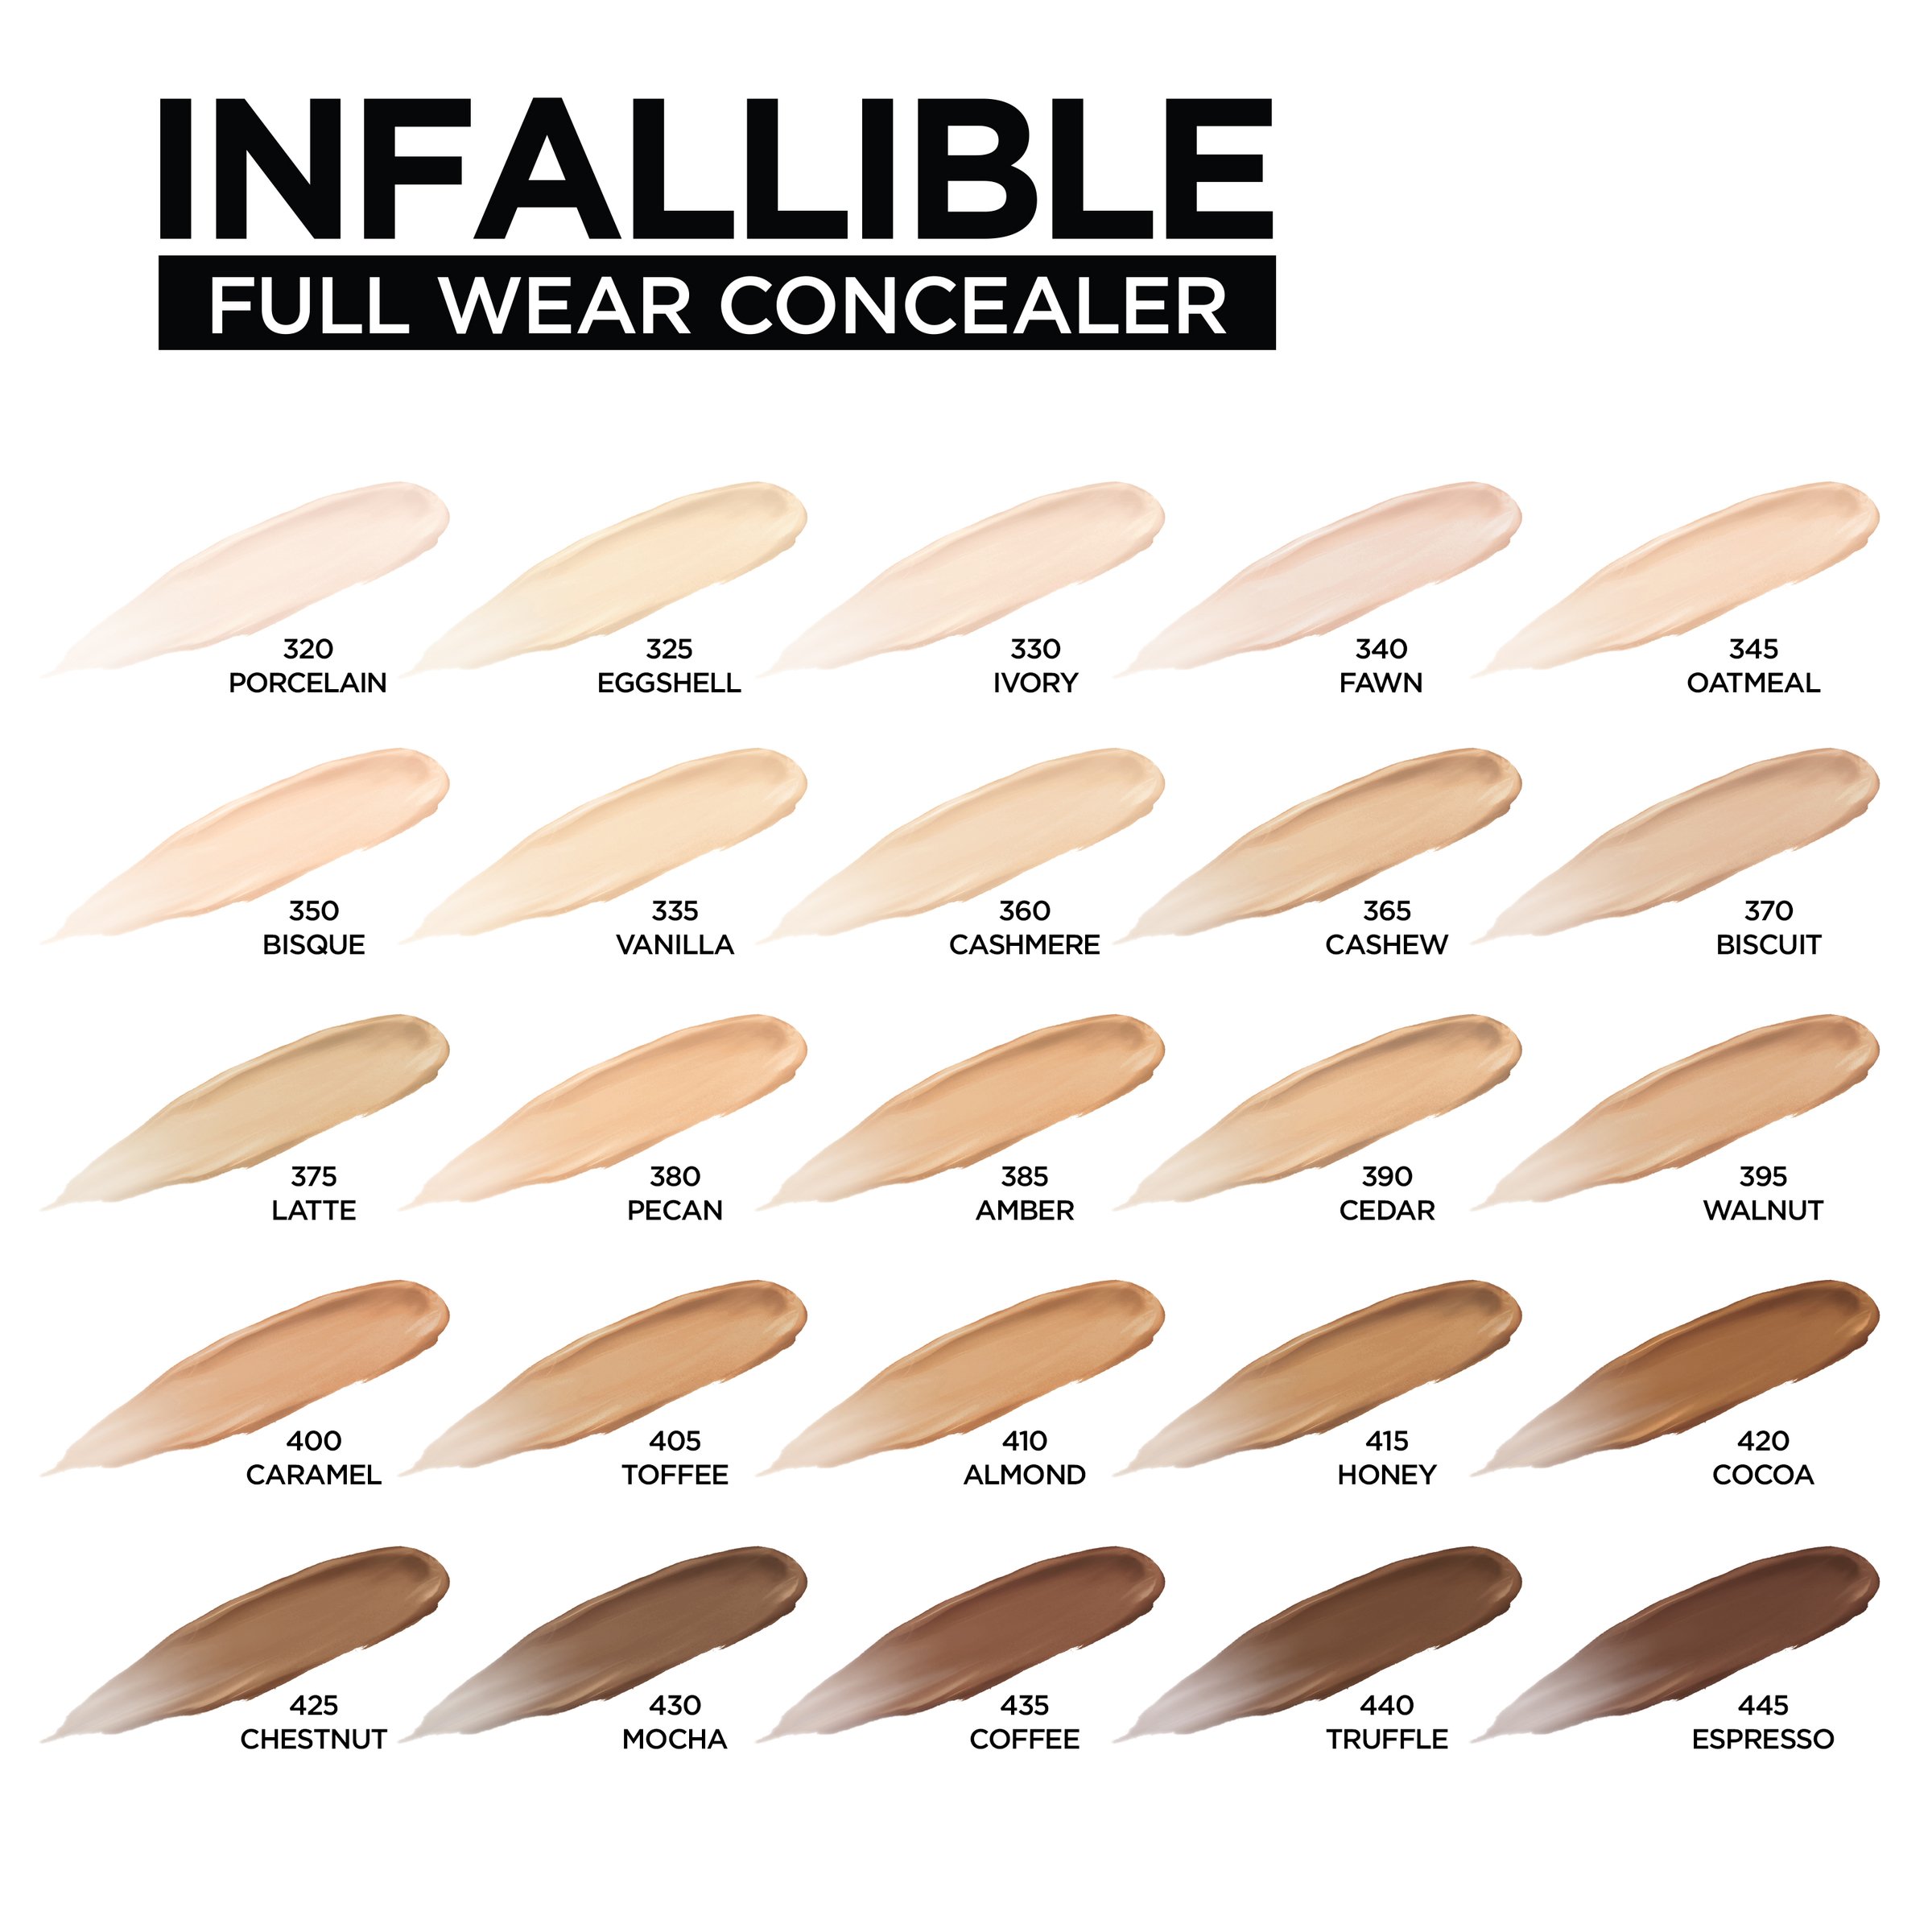 INFALLIBLE
FULL WEAR CONCEALER
320
PORCELAIN
325
EGGSHELL
330
IVORY
340
FAWN
345
OATMEAL
350
BISQUE
335
VANILLA
360
CASHMERE
365
CASHEW
370
BISCUIT
375
LATTE
380
PECAN
385
AMBER
390
CEDAR
395
WALNUT
400
CARAMEL
405
TOFFEE
410
ALMOND
415
HONEY
420
COCOA
425
CHESTNUT
430
MOCHA
435
COFFEE
440
TRUFFLE
445
ESPRESSO